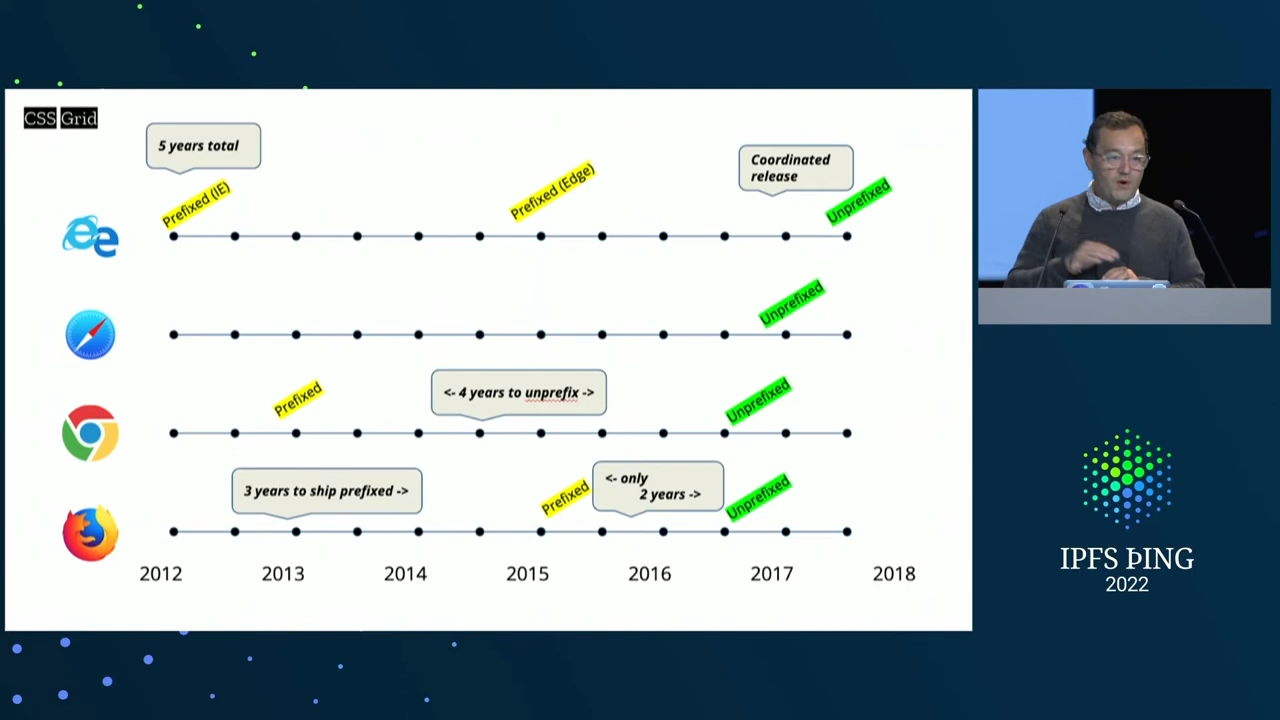 CSS Grid
5 years total
Coordinated
release
Prefixed (IE)
Prefixed (Edge)
Unprefixed
Unprefixed
Prefixed
<- 4 years to unprefix ->
Unprefixed
3 years to ship prefixed ->
Prefixed
<- only
2 years ->
Unprefixed
2012 2013 2014 2015 2016 2017 2018
IPFS ÞING
2022